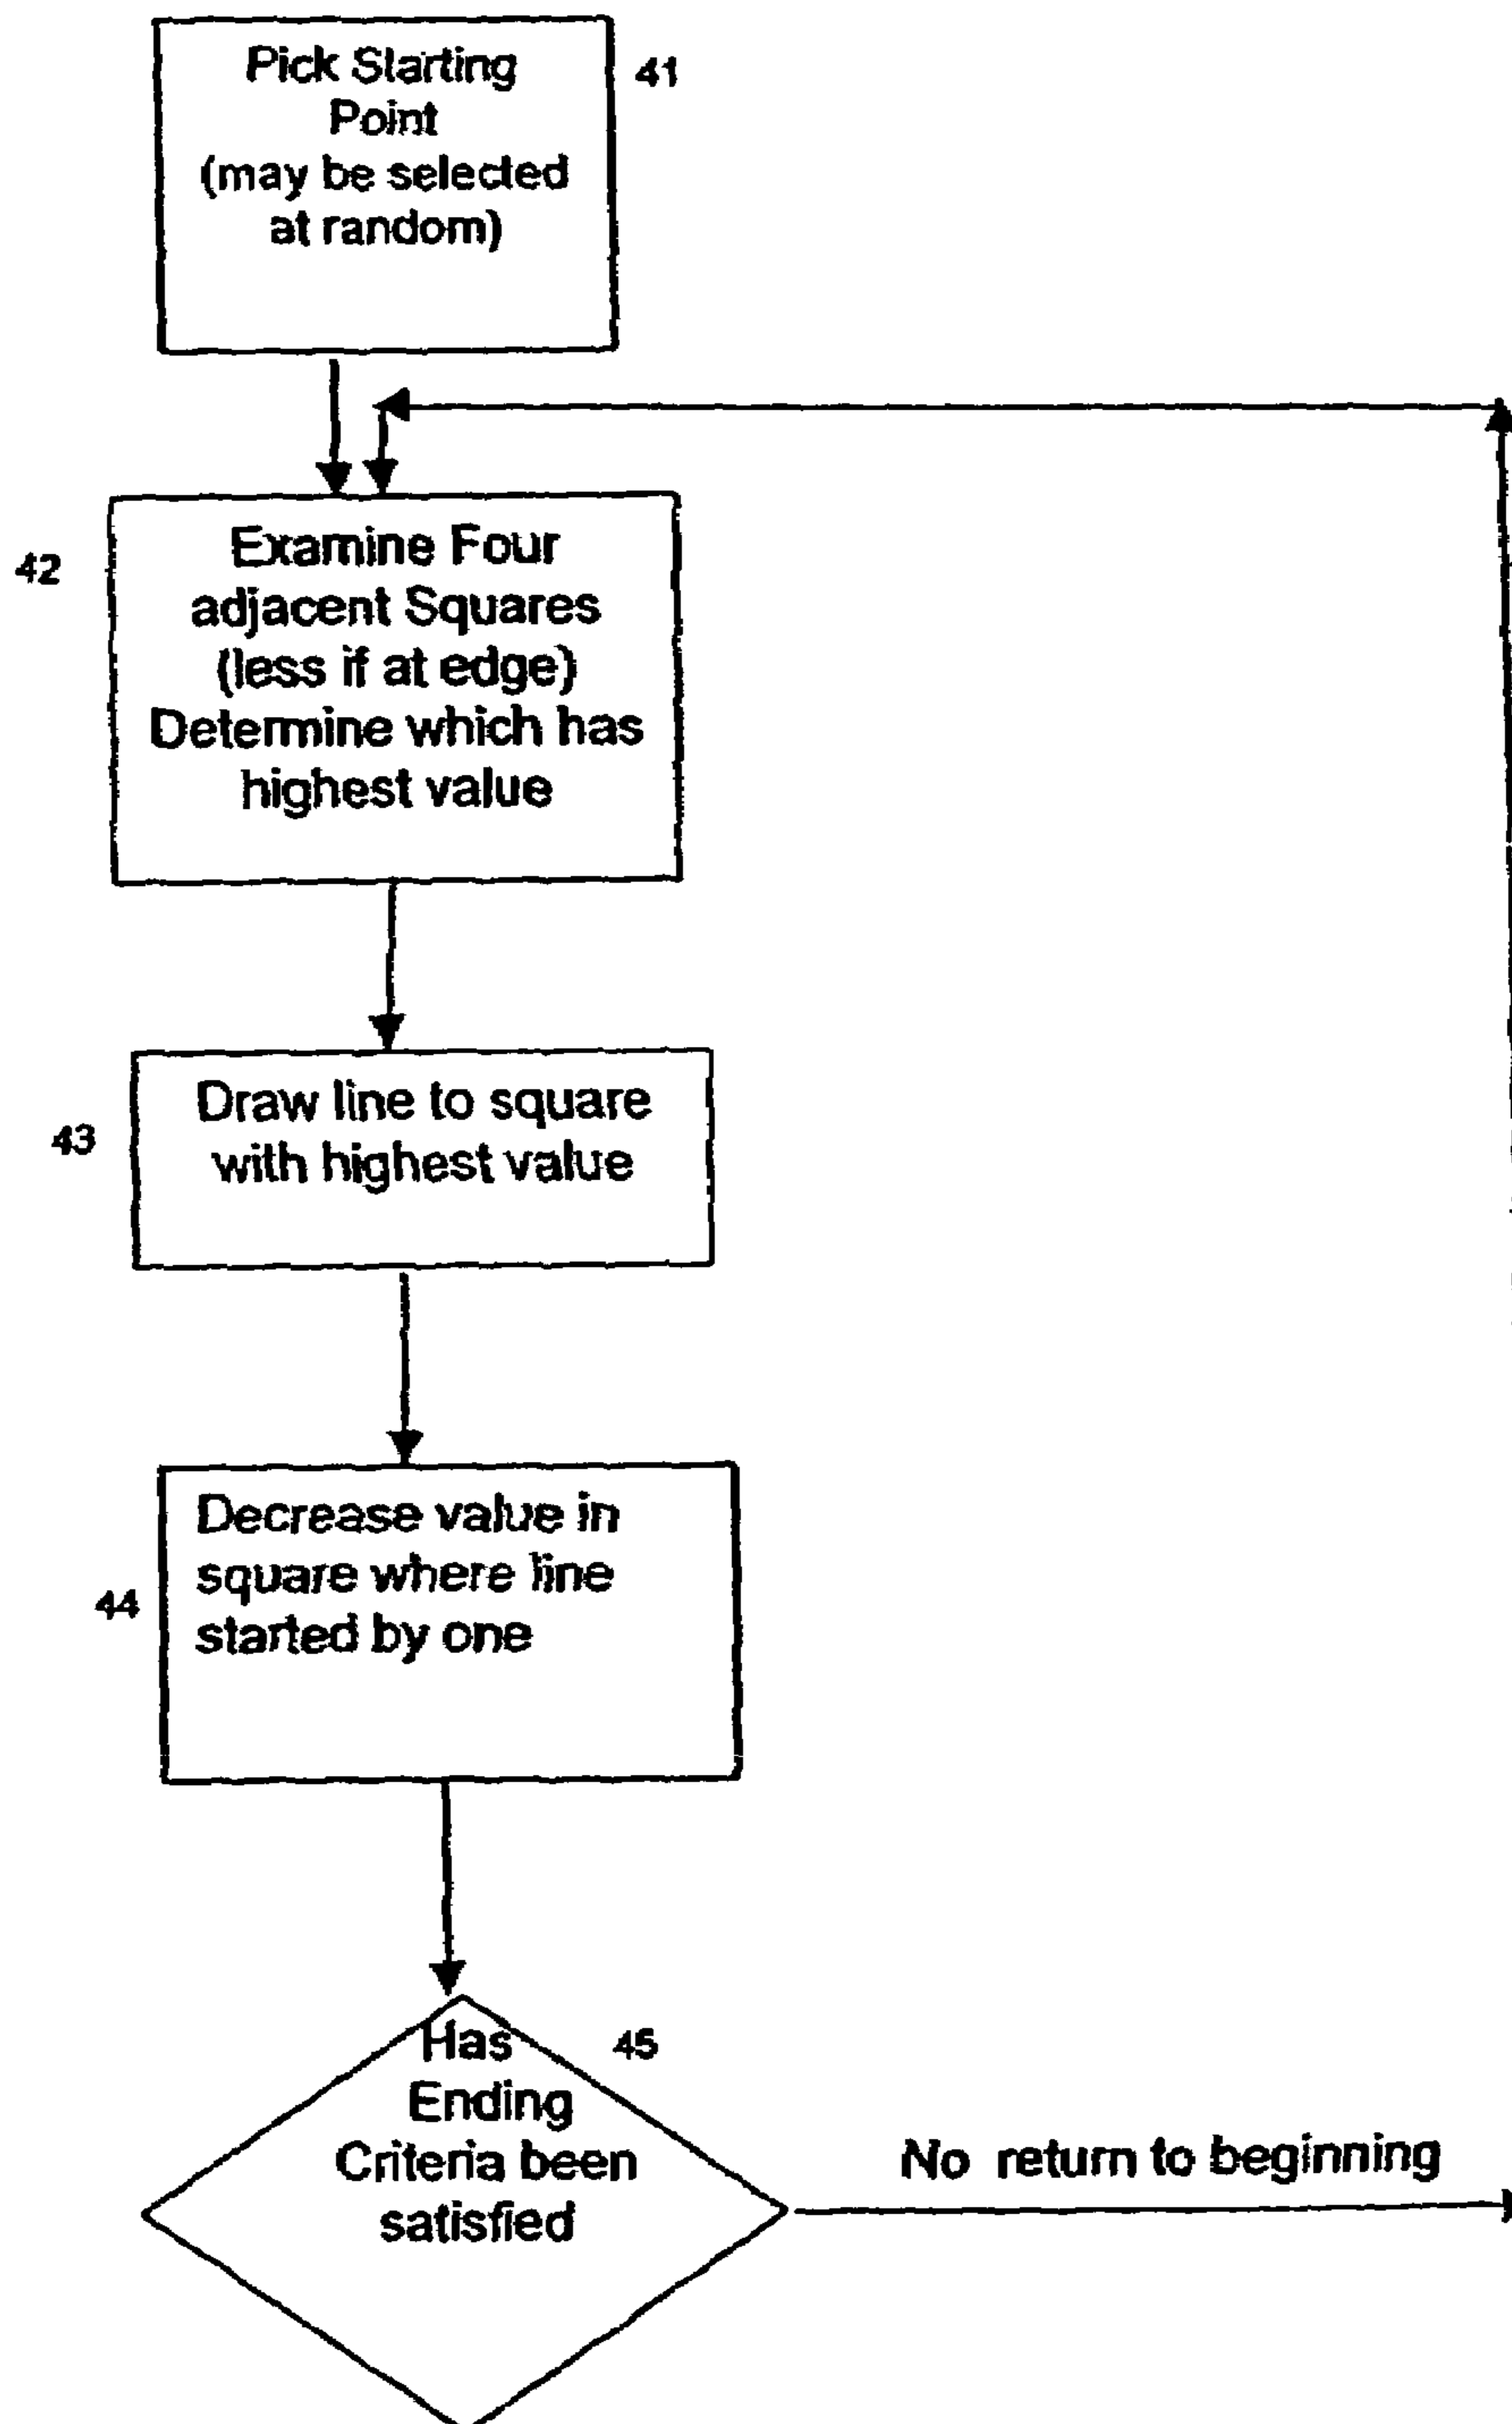 Pick Starting
Point
(may be selected
at random)
41
42
Examine Four
adjacent Squares
(less if at edge)
Determine which has
highest value
43
Draw line to square
with highest value
44
Decrease value in
square where line
started by one
45
Has
Ending
Criteria been
satisfied
No return to beginning